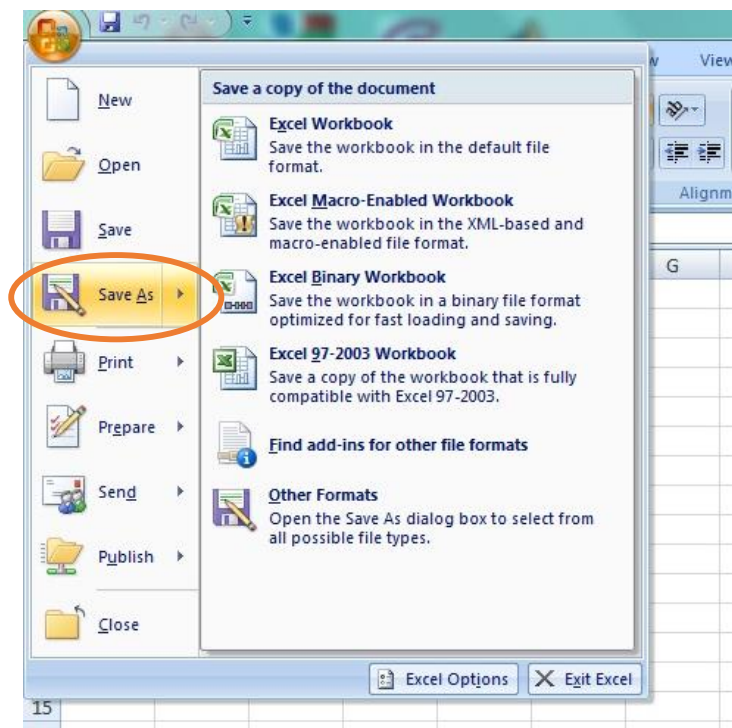 View
Alignm
New
Open
Save
Save As
Print
Prepare
Send
Publish
Close
Save a copy of the document
Excel Workbook
Save the workbook in the default file
format.
Excel Macro-Enabled Workbook
Save the workbook in the XML-based and
macro-enabled file format.
Excel Binary Workbook
Save the workbook in a binary file format
optimized for fast loading and saving.
Excel 97-2003 Workbook
Save a copy of the workbook that is fully
compatible with Excel 97-2003.
Find add-ins for other file formats
Other Formats
Open the Save As dialog box to select from
all possible file types.
G
Excel Options
Exit Excel
15